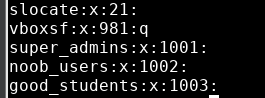 slocate:x:21:
vboxsf:x:981:q
super_admins:x:1001:
noob_users:x:1002:
good_students:x:1003: